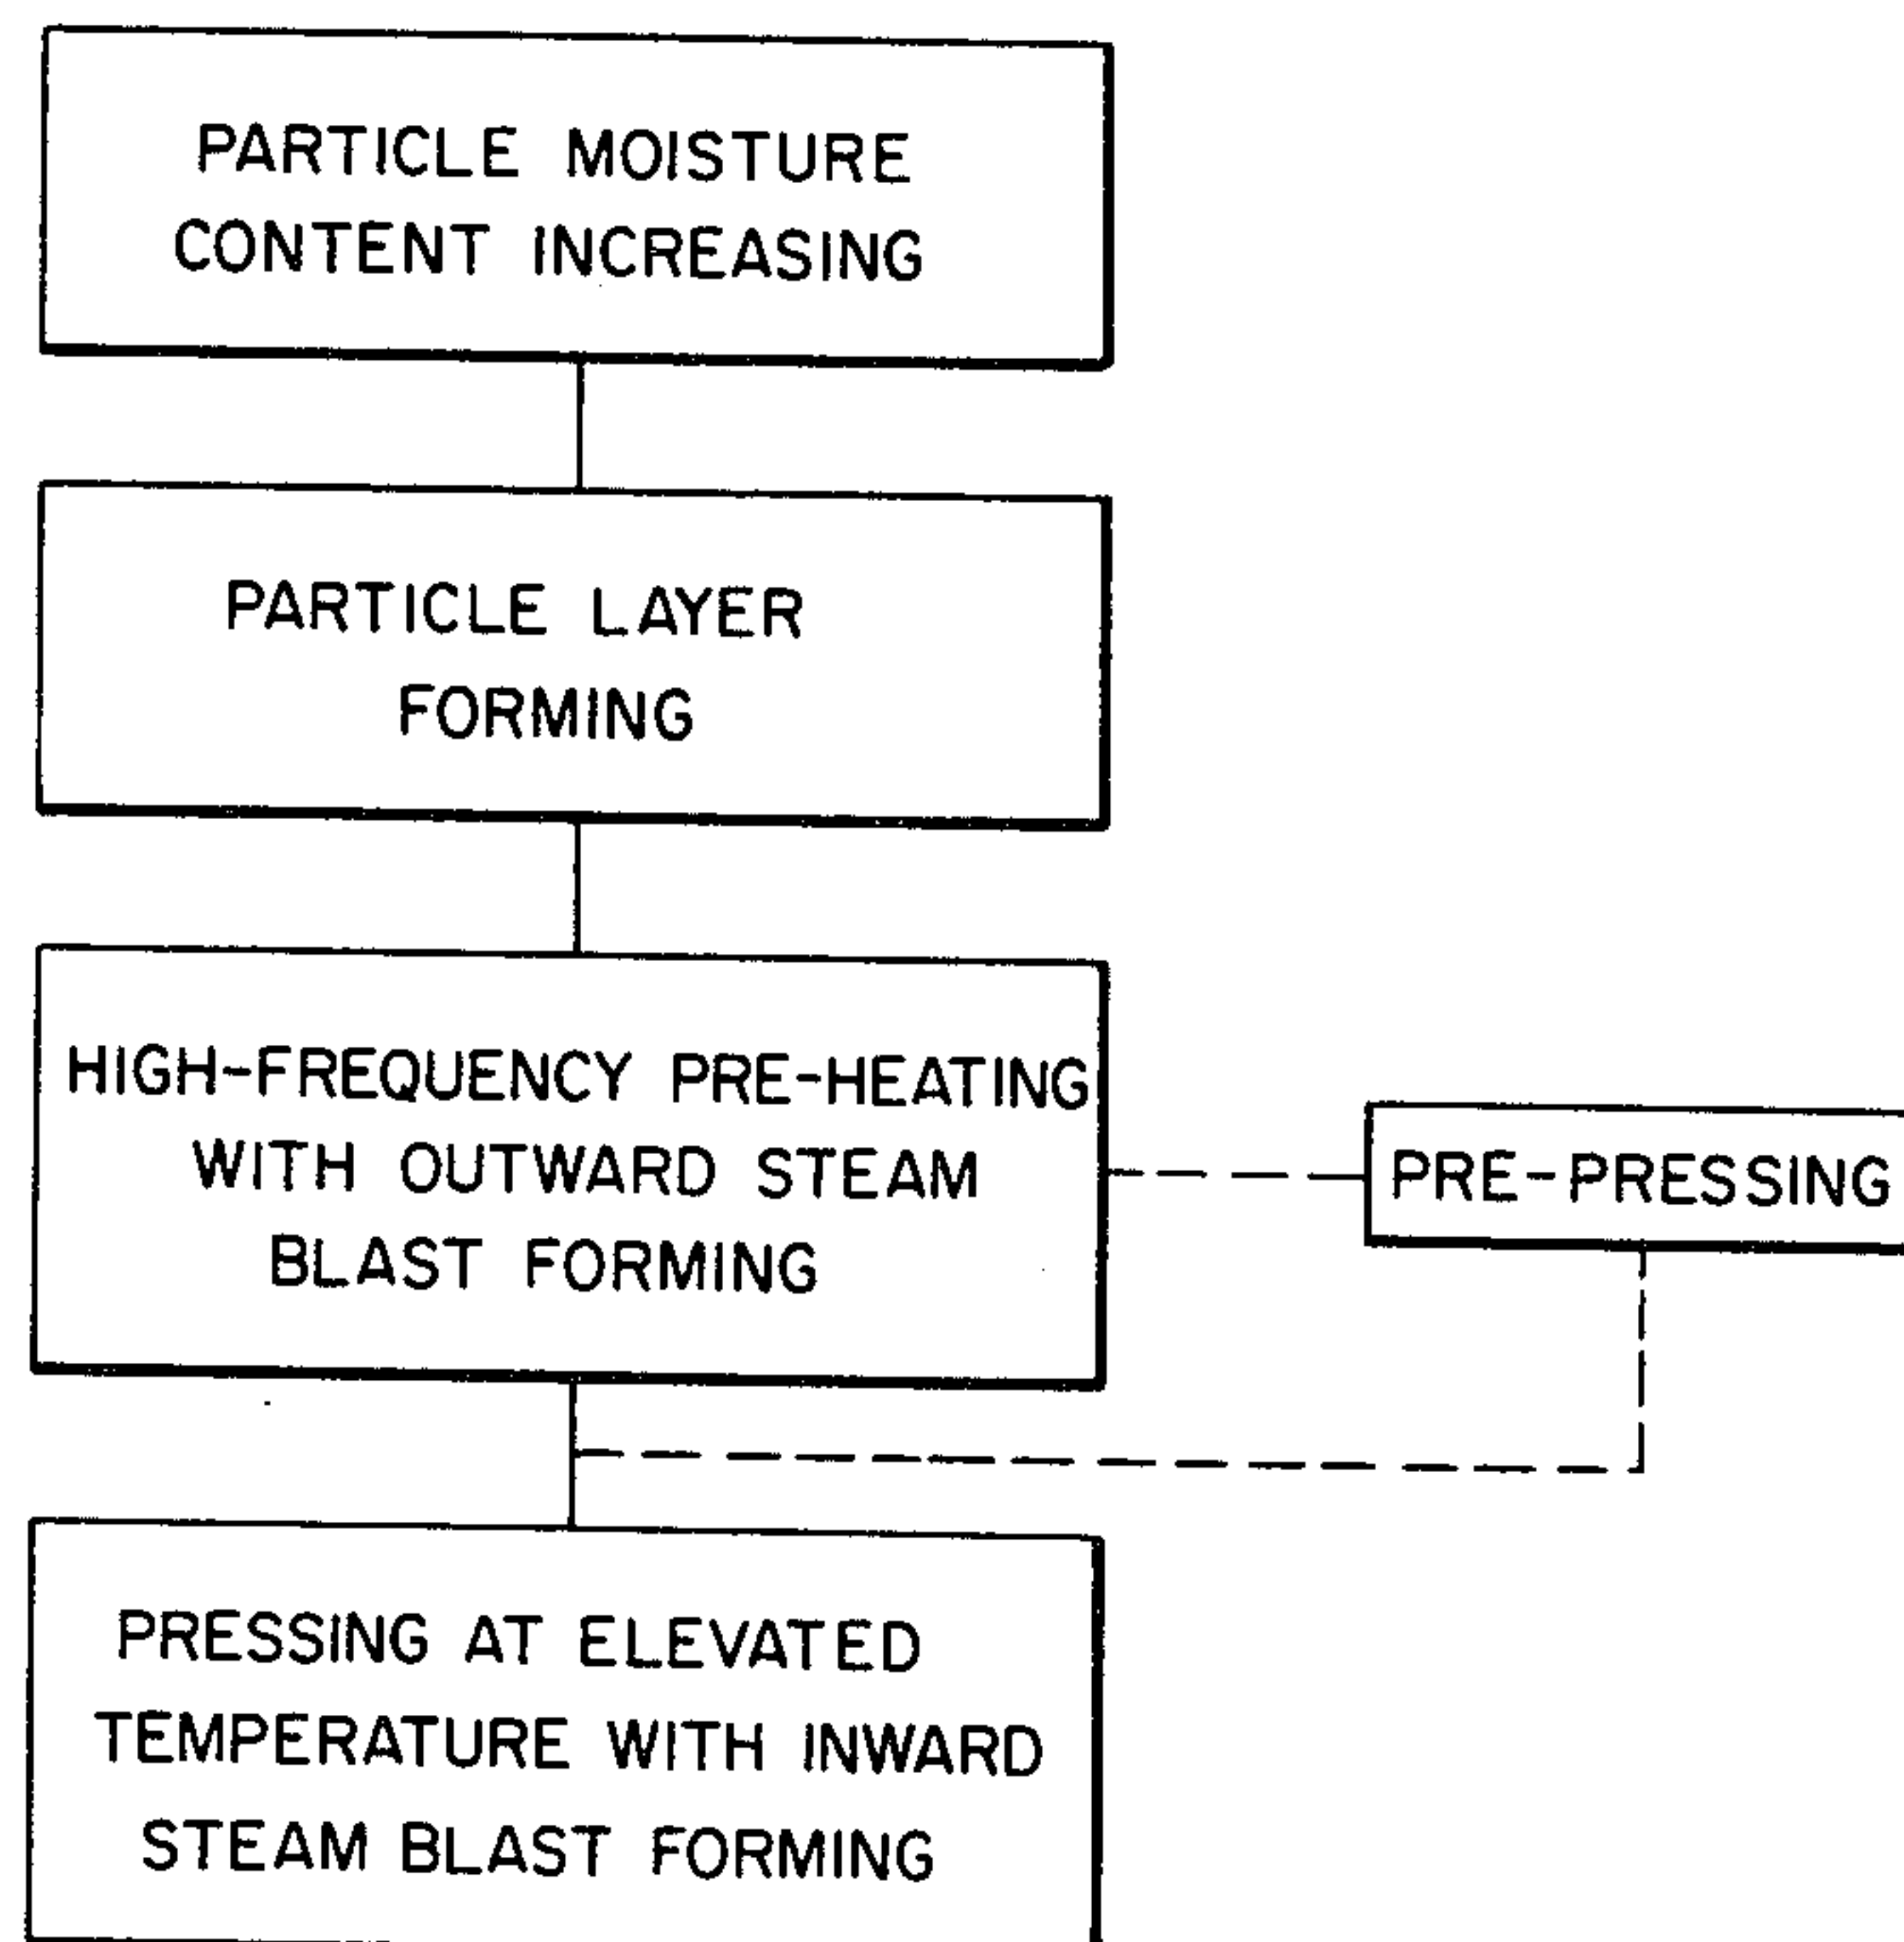 PARTICLE MOISTURE
CONTENT INCREASING
PARTICLE LAYER
FORMING
HIGH-FREQUENCY PRE-HEATING
WITH OUTWARD STEAM
BLAST FORMING
PRE-PRESSING
PRESSING AT ELEVATED
TEMPERATURE WITH INWARD
STEAM BLAST FORMING